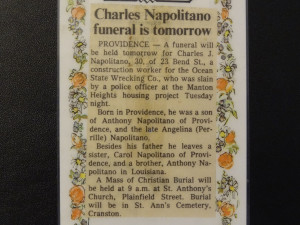 Charles Napolitano
funeral is tomorrow
PROVIDENCE — A funeral will
be held tomorrow for Charles J.
Napolitano, 30, of 23 Bend St., a
construction worker for the Ocean
State Wrecking Co., who was slain
by a police officer at the Manton
Heights housing project Tuesday
night.
Born in Providence, he was a son
of Anthony Napolitano of Provi-
dence, and the late Angelina (Per-
rille) Napolitano.
Besides his father he leaves a
sister, Carol Napolitano of Provi-
dence, and a brother, Anthony Na-
politano in Louisiana.
A Mass of Christian Burial will
be held at 9 a.m. at St. Anthony's
Church, Plainfield Street. Burial
will be in St. Ann's Cemetery,
Cranston.